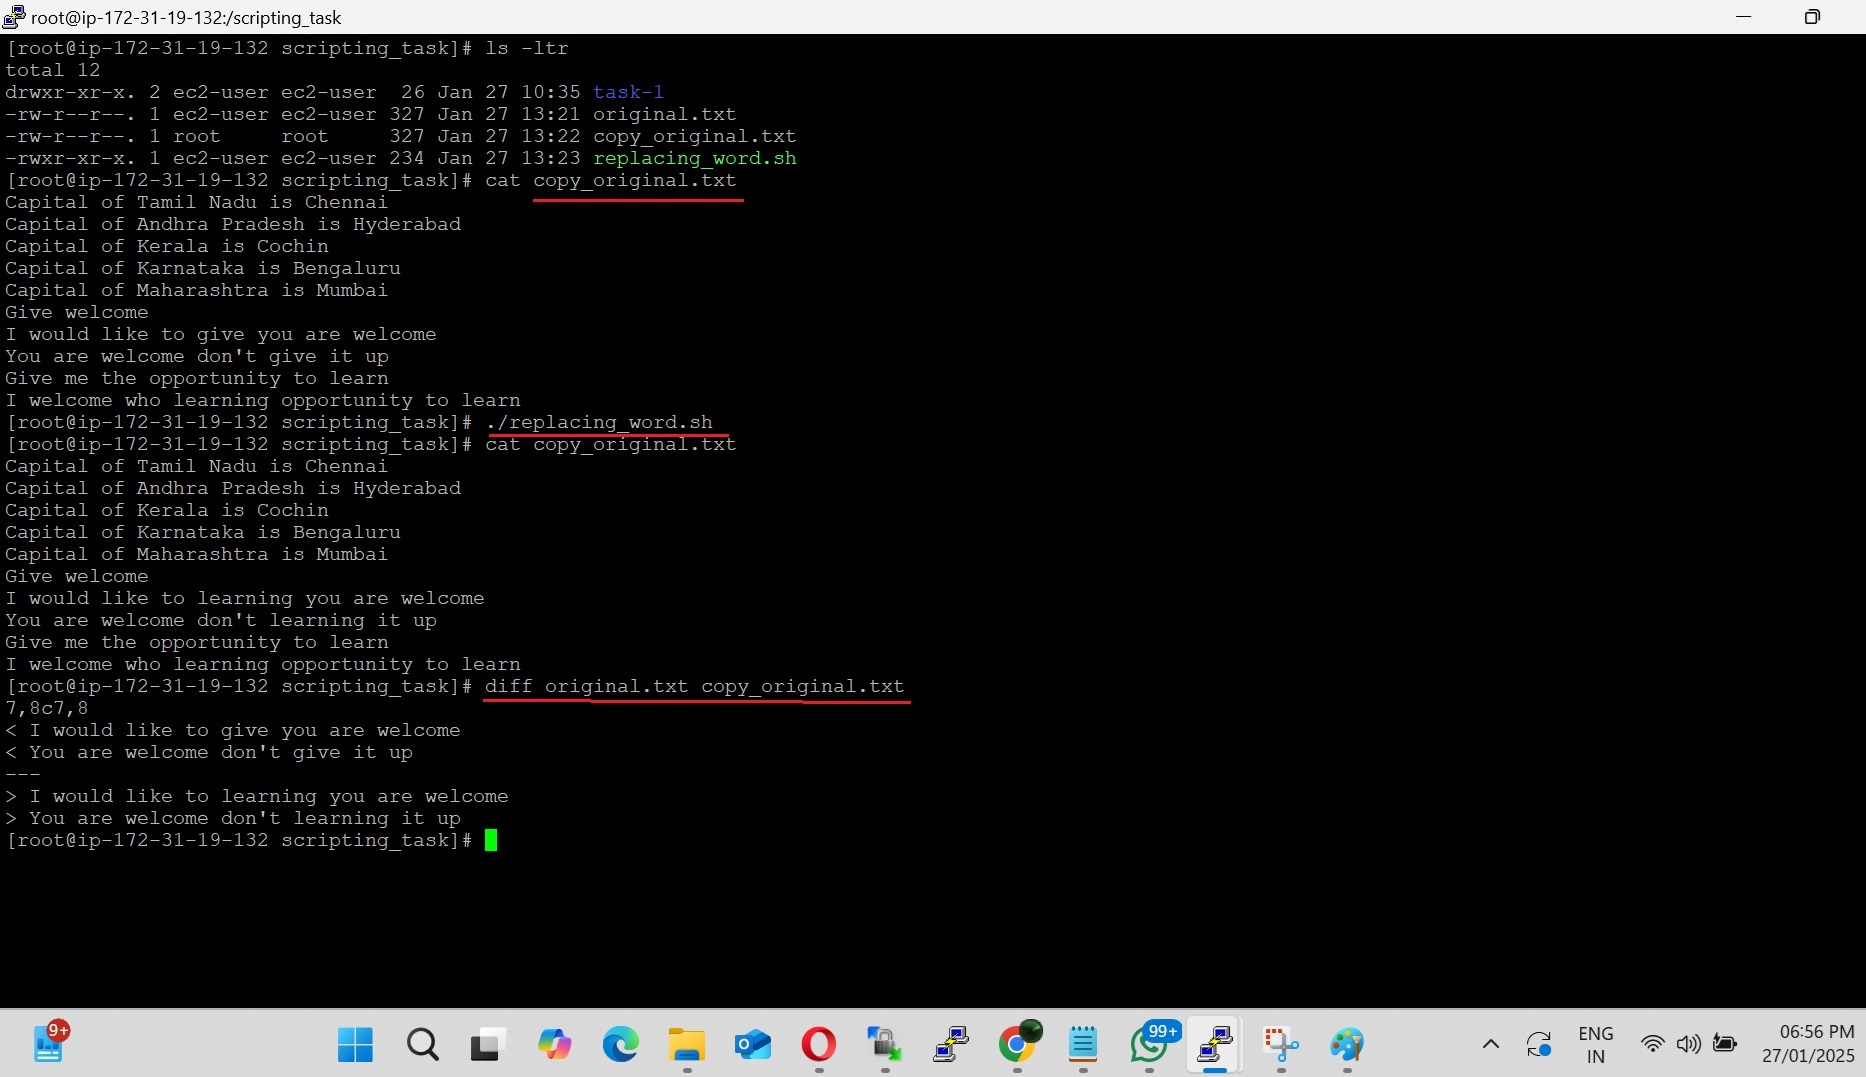 root@ip-172-31-19-132:/scripting_task
[root@ip-172-31-19-132 scripting_task]# ls -ltr
total 12
drwxr-xr-x. 2 ec2-user ec2-user  26 Jan 27 10:35 task-1
-rw-r--r--. 1 ec2-user ec2-user 327 Jan 27 13:21 original.txt
-rw-r--r--. 1 root     root     327 Jan 27 13:22 copy_original.txt
-rwxr-xr-x. 1 ec2-user ec2-user 234 Jan 27 13:23 replacing_word.sh
[root@ip-172-31-19-132 scripting_task]# cat copy_original.txt
Capital of Tamil Nadu is Chennai
Capital of Andhra Pradesh is Hyderabad
Capital of Kerala is Cochin
Capital of Karnataka is Bengaluru
Capital of Maharashtra is Mumbai
Give welcome
I would like to give you are welcome
You are welcome don't give it up
Give me the opportunity to learn
I welcome who learning opportunity to learn
[root@ip-172-31-19-132 scripting_task]# ./replacing_word.sh
[root@ip-172-31-19-132 scripting_task]# cat copy_original.txt
Capital of Tamil Nadu is Chennai
Capital of Andhra Pradesh is Hyderabad
Capital of Kerala is Cochin
Capital of Karnataka is Bengaluru
Capital of Maharashtra is Mumbai
Give welcome
I would like to learning you are welcome
You are welcome don't learning it up
Give me the opportunity to learn
I welcome who learning opportunity to learn
[root@ip-172-31-19-132 scripting_task]# diff original.txt copy_original.txt
7,8c7,8
< I would like to give you are welcome
< You are welcome don't give it up
---
> I would like to learning you are welcome
> You are welcome don't learning it up
[root@ip-172-31-19-132 scripting_task]#
9+
99+
ENG
IN
06:56 PM
27/01/2025